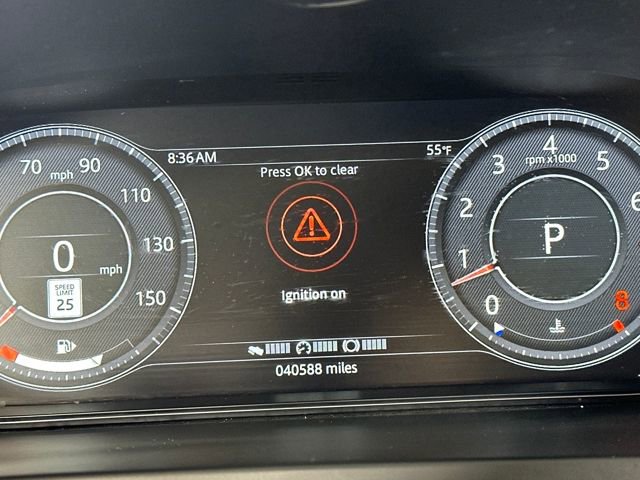 8:36 AM
55°F
Press OK to clear
Ignition on
040588 miles
70 mph 90
110
130
150
0
mph
SPEED
LIMIT
25
4
3
5
rpm x1000
2
6
1
P
0